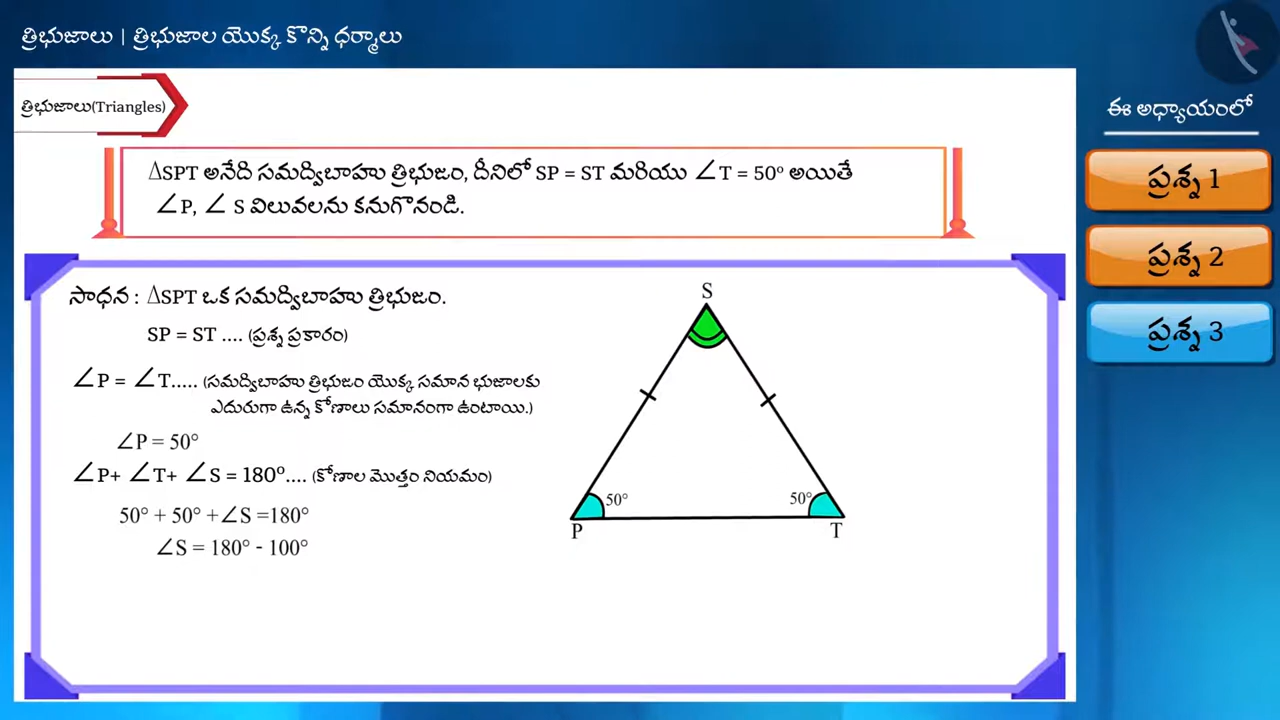 త్రిభుజాలు | త్రిభుజాల యొక్క కొన్ని ధర్మాలు
త్రిభుజాలు(Triangles)
ΔSPT అనేది సమద్విబాహు త్రిభుజం, దీనిలో SP = ST మరియు ∠T = 50° అయితే
∠P, ∠ S విలువలను కనుగొనండి.
సాధన : ΔSPT ఒక సమద్విబాహు త్రిభుజం.
SP = ST .... (ప్రశ్న ప్రకారం)
∠P = ∠T..... (సమద్విబాహు త్రిభుజం యొక్క సమాన భుజాలకు
ఎదురుగా ఉన్న కోణాలు సమానంగా ఉంటాయి.)
∠P = 50°
∠P+ ∠T+ ∠S = 180°.... (కోణాల మొత్తం నియమం)
50° + 50° +∠S =180°
∠S = 180° - 100°
S
50°
50°
P
T
ఈ అధ్యాయంలో
ప్రశ్న 1
ప్రశ్న 2
ప్రశ్న 3